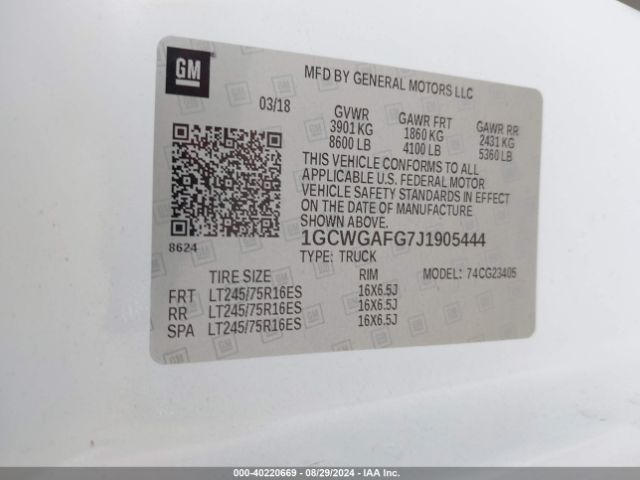 GM
MFD BY GENERAL MOTORS LLC
03/18
GVWR GAWR FRT GAWR RR
3901 KG 1860 KG 2431 KG
8600 LB 4100 LB 5360 LB
THIS VEHICLE CONFORMS TO ALL
APPLICABLE U.S. FEDERAL MOTOR
VEHICLE SAFETY STANDARDS IN EFFECT
ON THE DATE OF MANUFACTURE
SHOWN ABOVE.
8624
1GCWGAFG7J1905444
TYPE: TRUCK MODEL: 74CG23405
TIRE SIZE RIM
FRT LT245/75R16ES 16X6.5J
RR LT245/75R16ES 16X6.5J
SPA LT245/75R16ES 16X6.5J
000-40220669 - 08/29/2024 - IAAI.COM